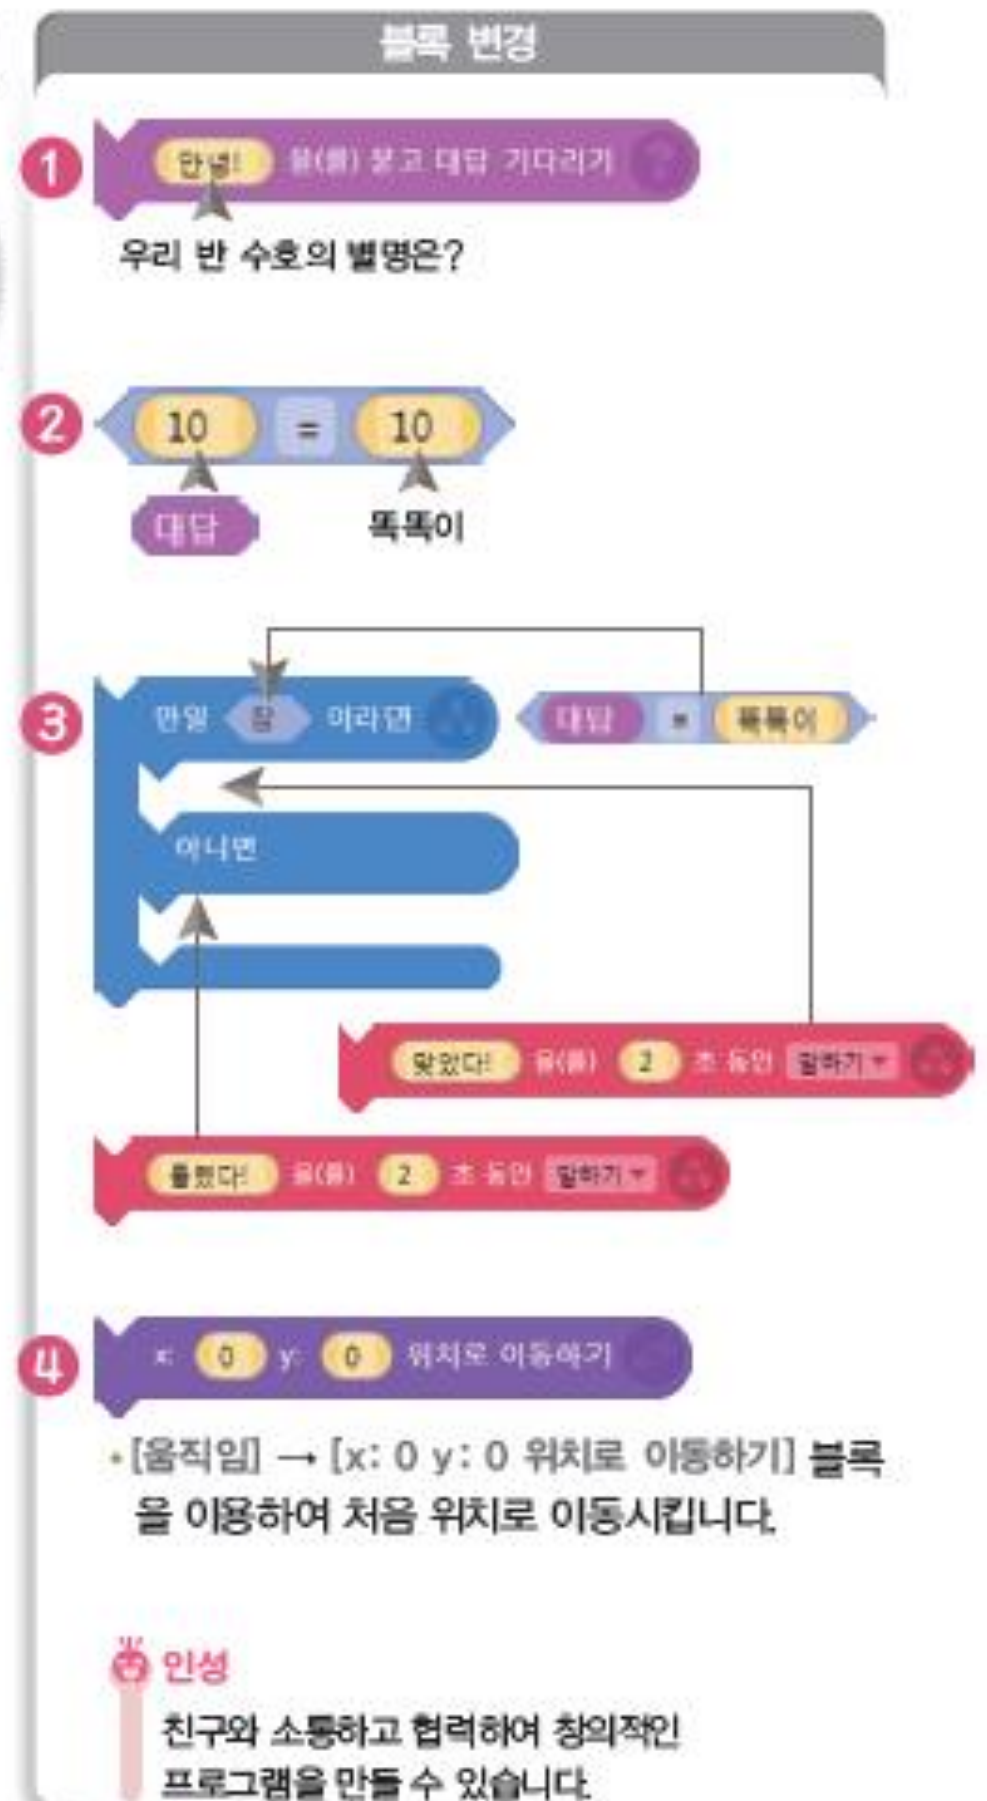 블록 변경
1
안녕! 을(를) 묻고 대답 기다리기 ?
우리 반 수호의 별명은?
2
10 = 10
대답 똑똑이
3
만일 참 이라면 대답 = 똑똑이
아니면
맞았다! 을(를) 2 초 동안 말하기
틀렸다! 을(를) 2 초 동안 말하기
4
x: 0 y: 0 위치로 이동하기
• [움직임] → [x: 0 y: 0 위치로 이동하기] 블록
을 이용하여 처음 위치로 이동시킵니다.
인성
친구와 소통하고 협력하여 창의적인
프로그램을 만들 수 있습니다.